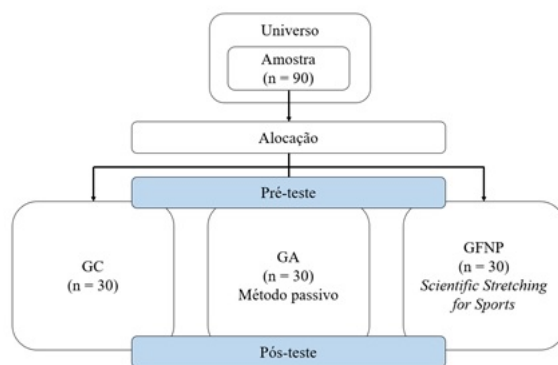 Universo
Amostra
(n = 90)
Alocação
Pré-teste
GC
(n = 30)
GA
(n = 30)
Método passivo
GFNP
(n = 30)
Scientific Stretching
for Sports
Pós-teste